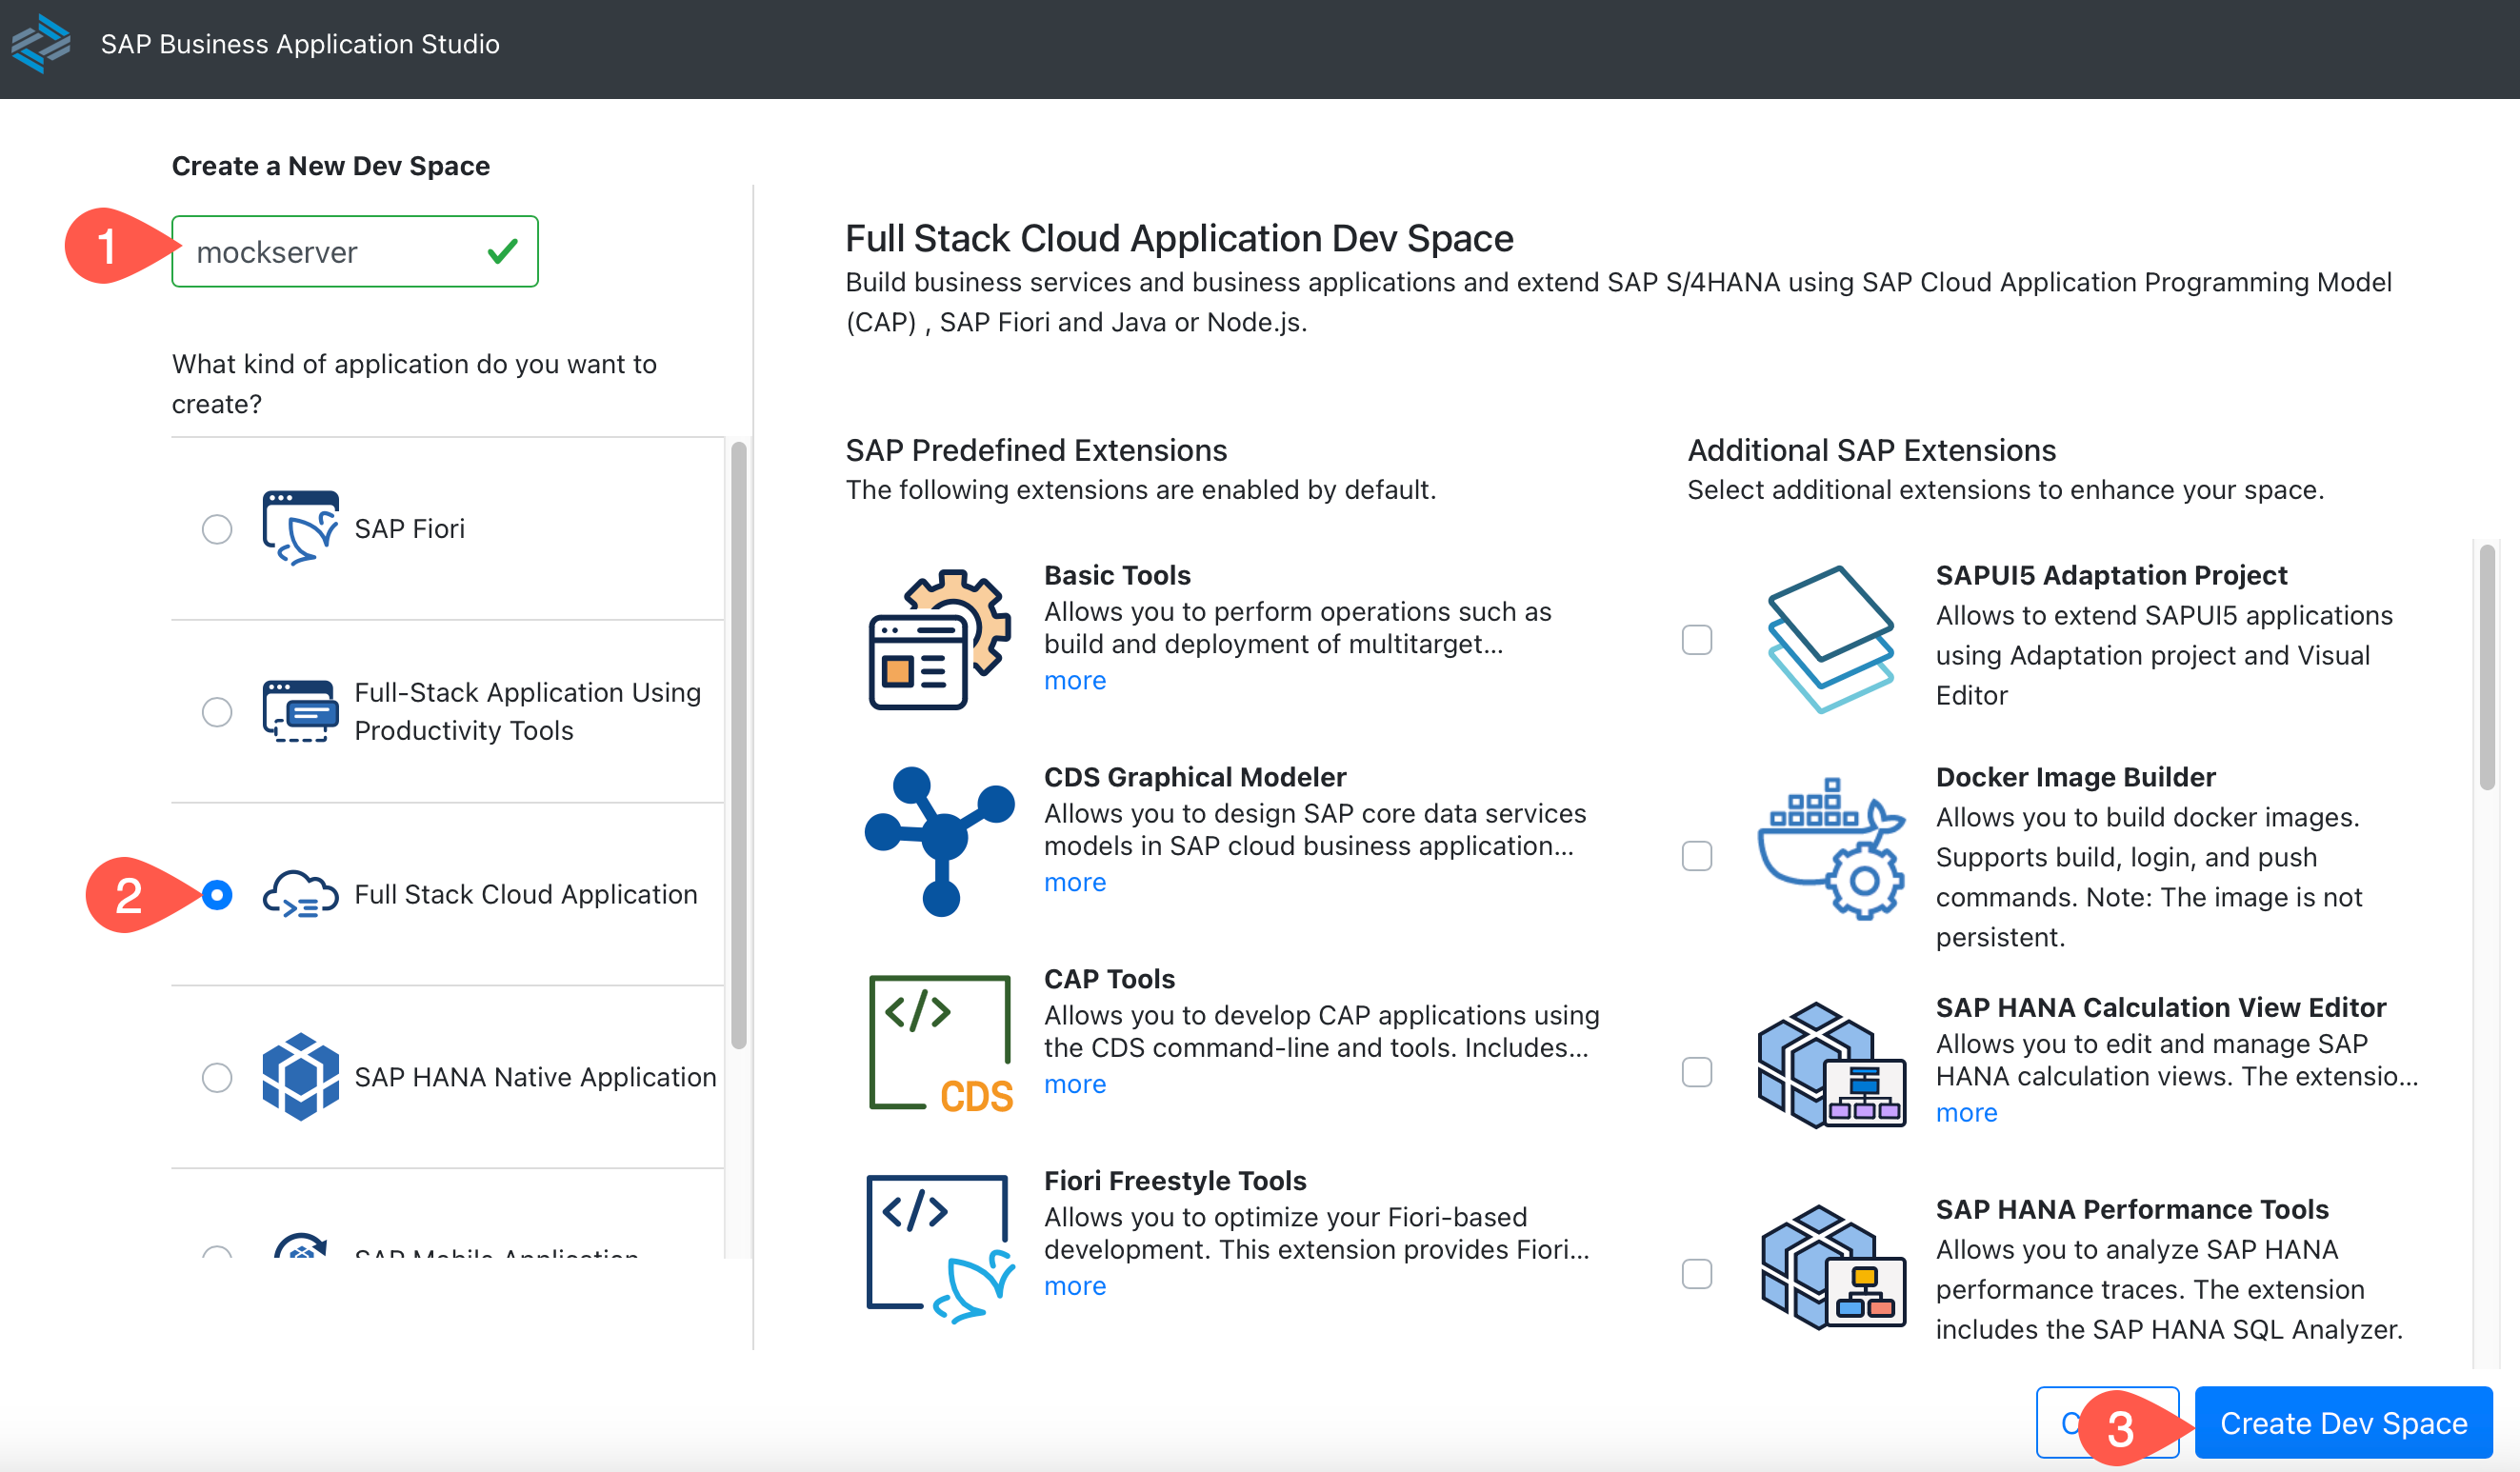 SAP Business Application Studio
Create a New Dev Space
1
mockserver
What kind of application do you want to
create?
SAP Fiori
Full-Stack Application Using
Productivity Tools
2
Full Stack Cloud Application
SAP HANA Native Application
SAP Mobile Application
Full Stack Cloud Application Dev Space
Build business services and business applications and extend SAP S/4HANA using SAP Cloud Application Programming Model
(CAP) , SAP Fiori and Java or Node.js.
SAP Predefined Extensions
The following extensions are enabled by default.
Basic Tools
Allows you to perform operations such as
build and deployment of multitarget...
more
CDS Graphical Modeler
Allows you to design SAP core data services
models in SAP cloud business application...
more
</>
CDS
CAP Tools
Allows you to develop CAP applications using
the CDS command-line and tools. Includes...
more
</>
Fiori Freestyle Tools
Allows you to optimize your Fiori-based
development. This extension provides Fiori...
more
Additional SAP Extensions
Select additional extensions to enhance your space.
SAPUI5 Adaptation Project
Allows to extend SAPUI5 applications
using Adaptation project and Visual
Editor
Docker Image Builder
Allows you to build docker images.
Supports build, login, and push
commands. Note: The image is not
persistent.
SAP HANA Calculation View Editor
Allows you to edit and manage SAP
HANA calculation views. The extensio...
more
SAP HANA Performance Tools
Allows you to analyze SAP HANA
performance traces. The extension
includes the SAP HANA SQL Analyzer.
3
Create Dev Space